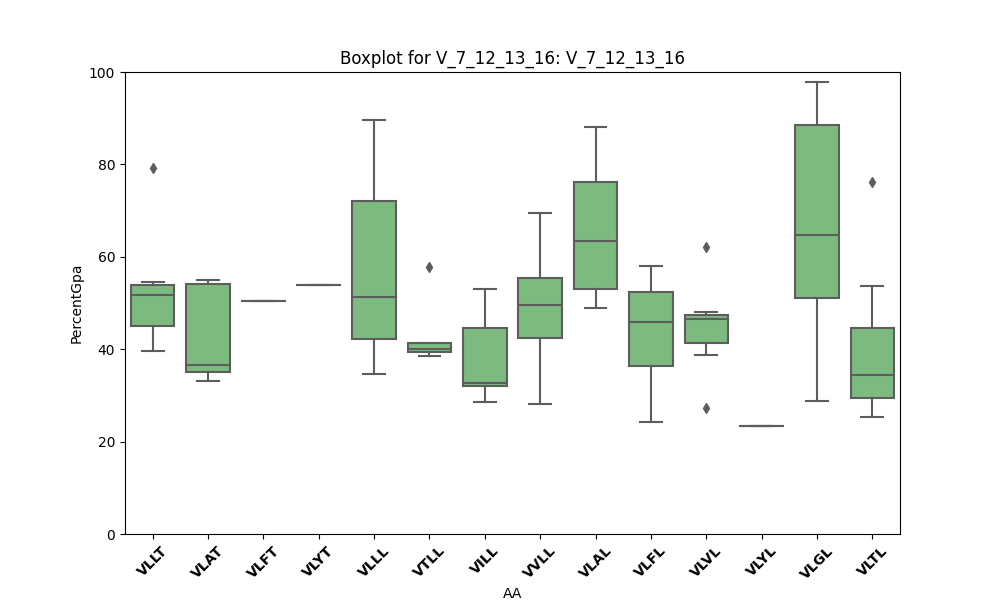 Boxplot for V_7_12_13_16: V_7_12_13_16
100
80
60
40
20
0
PercentGpa
VLLT VLAT VLFT VLYT VLLL VTLL VILL VVLL VLAL VLFL VLVL VLYL VLGL VLTL
AA